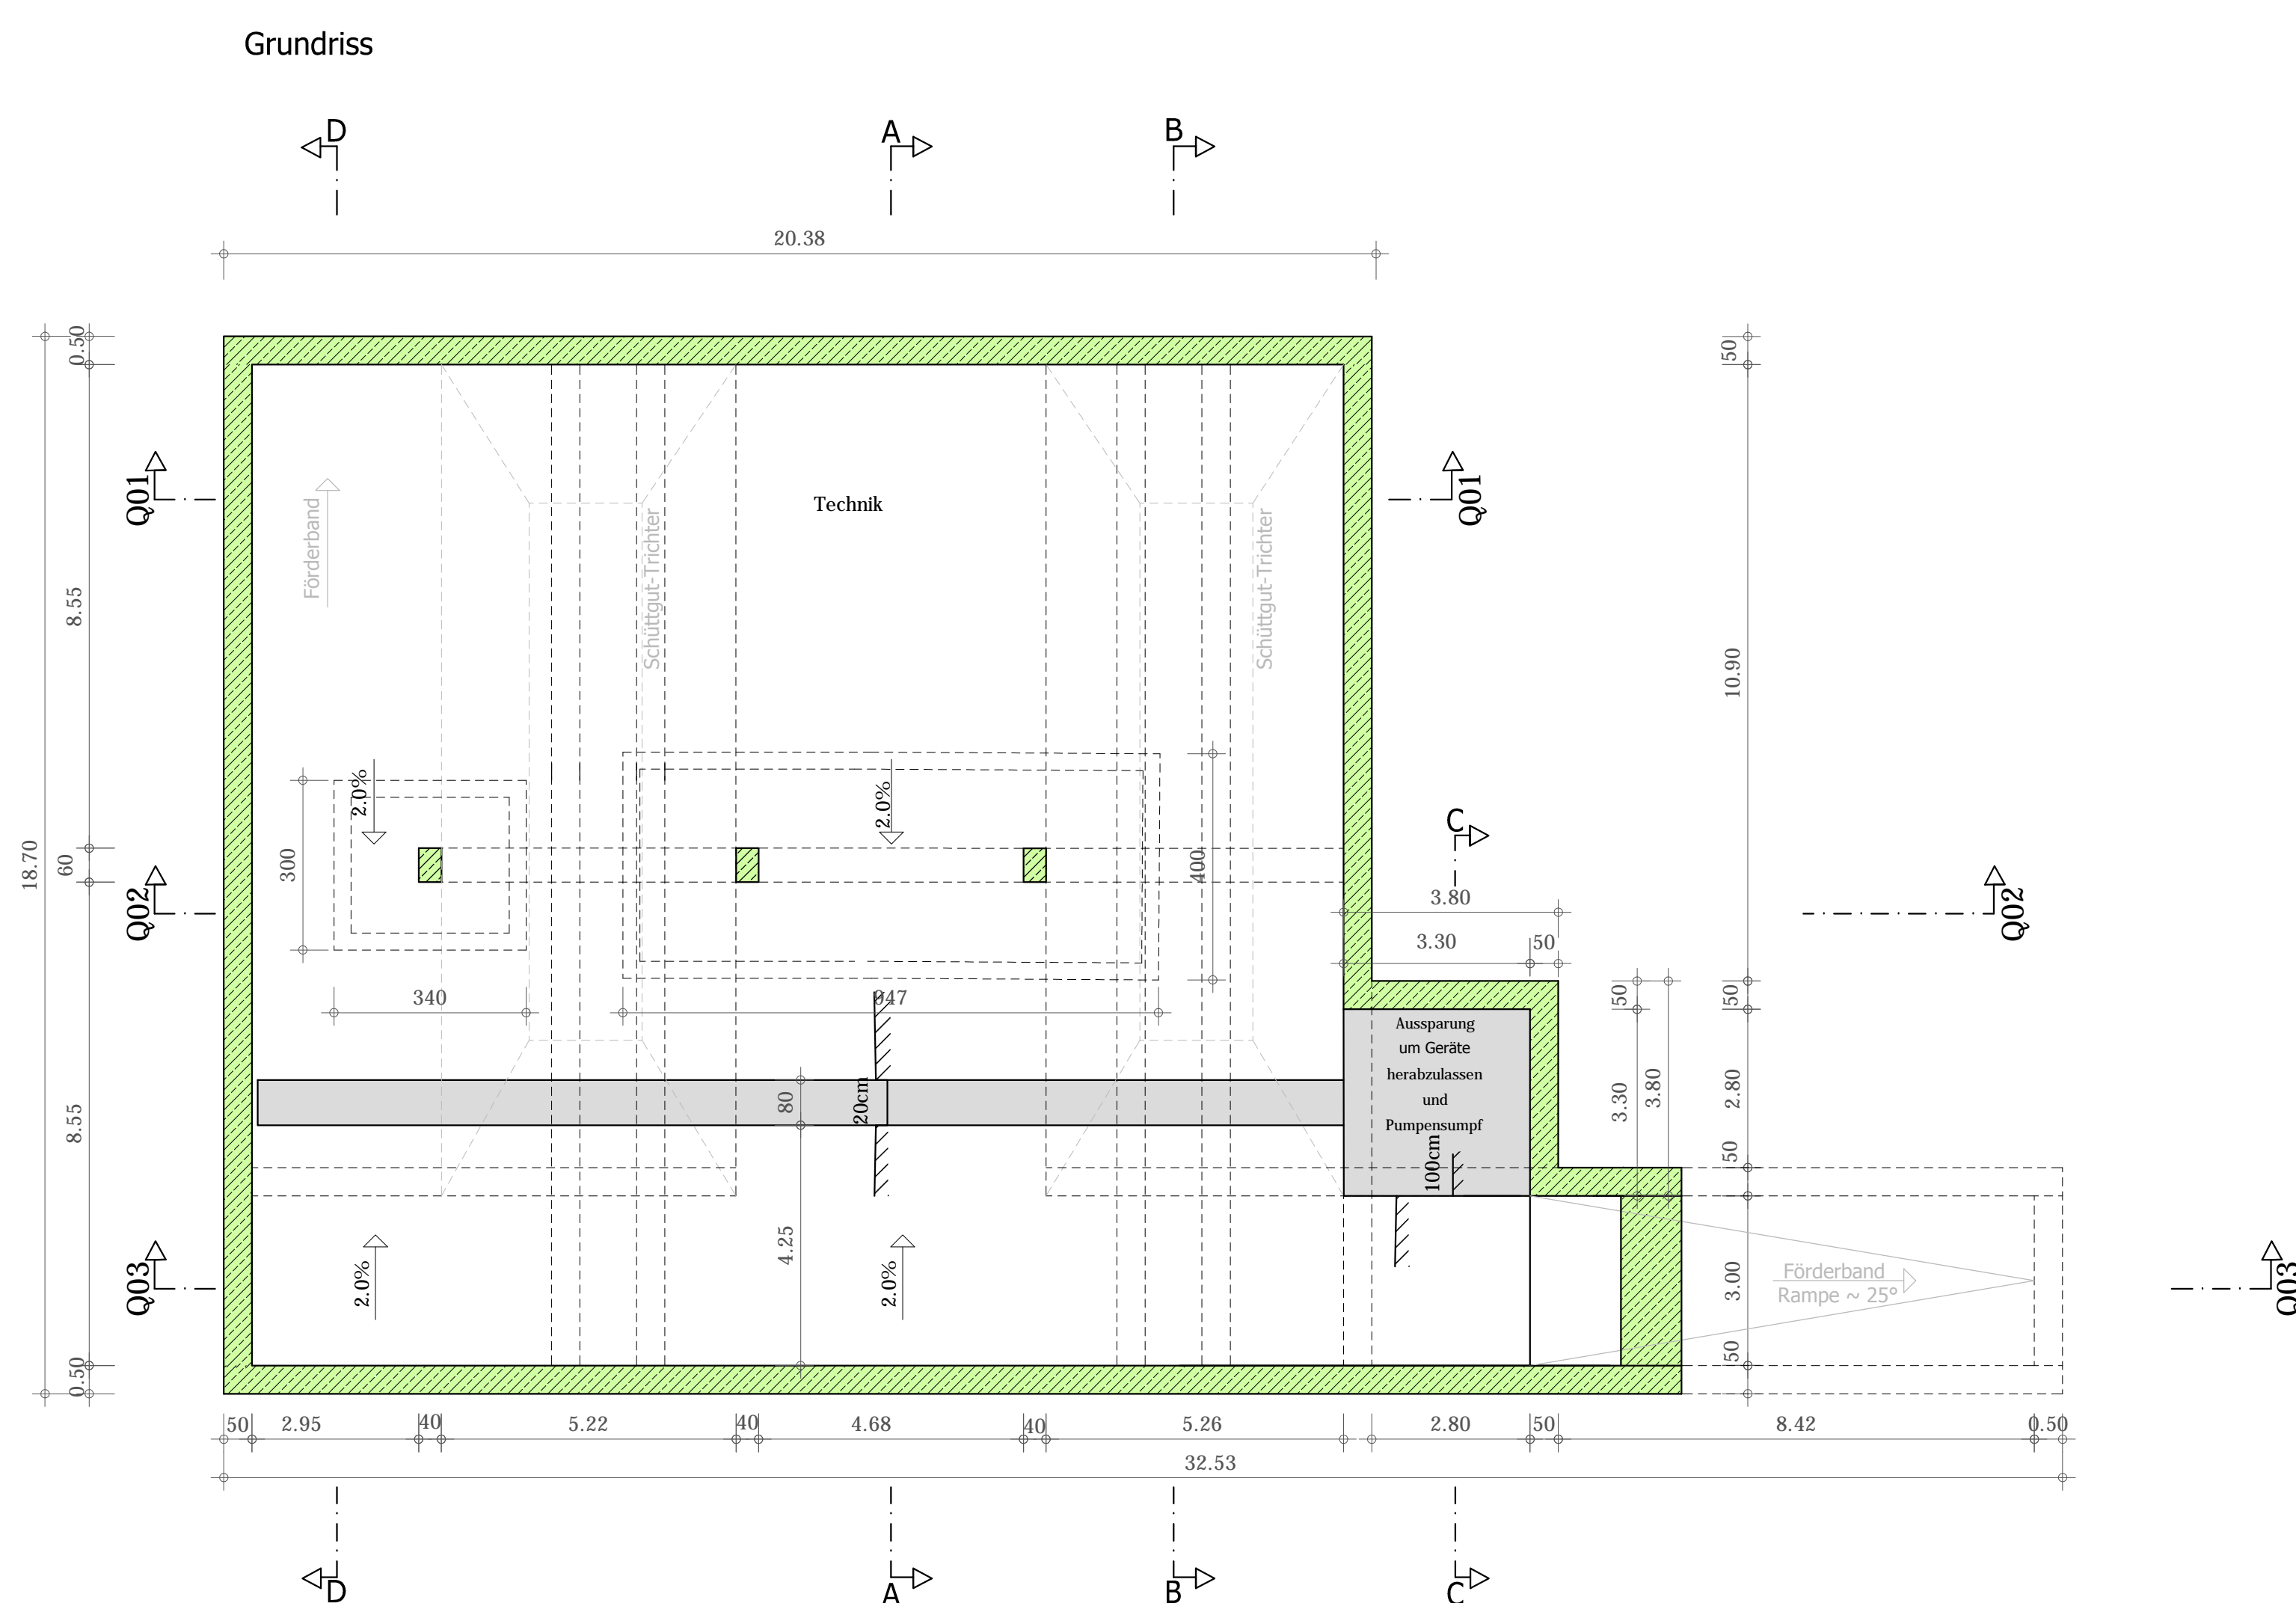 Grundriss
D
A
B
20.38
0.50
50
Q01
Q01
Förderband
Technik
Schüttgut-Trichter
Schüttgut-Trichter
8.55
10.90
2.0%
2.0%
C
18.70
60
300
400
3.80
Q02
Q02
3.30
50
340
947
50
50
Aussparung
um Geräte
herabzulassen
und
Pumpensumpf
80
20cm
8.55
3.30
3.80
2.80
100cm
50
4.25
2.0%
2.0%
Q03
3.00
Förderband
Rampe ~ 25°
Q03
0.50
50
50
2.95
40
5.22
40
4.68
40
5.26
2.80
50
8.42
0.50
32.53
D
A
B
C